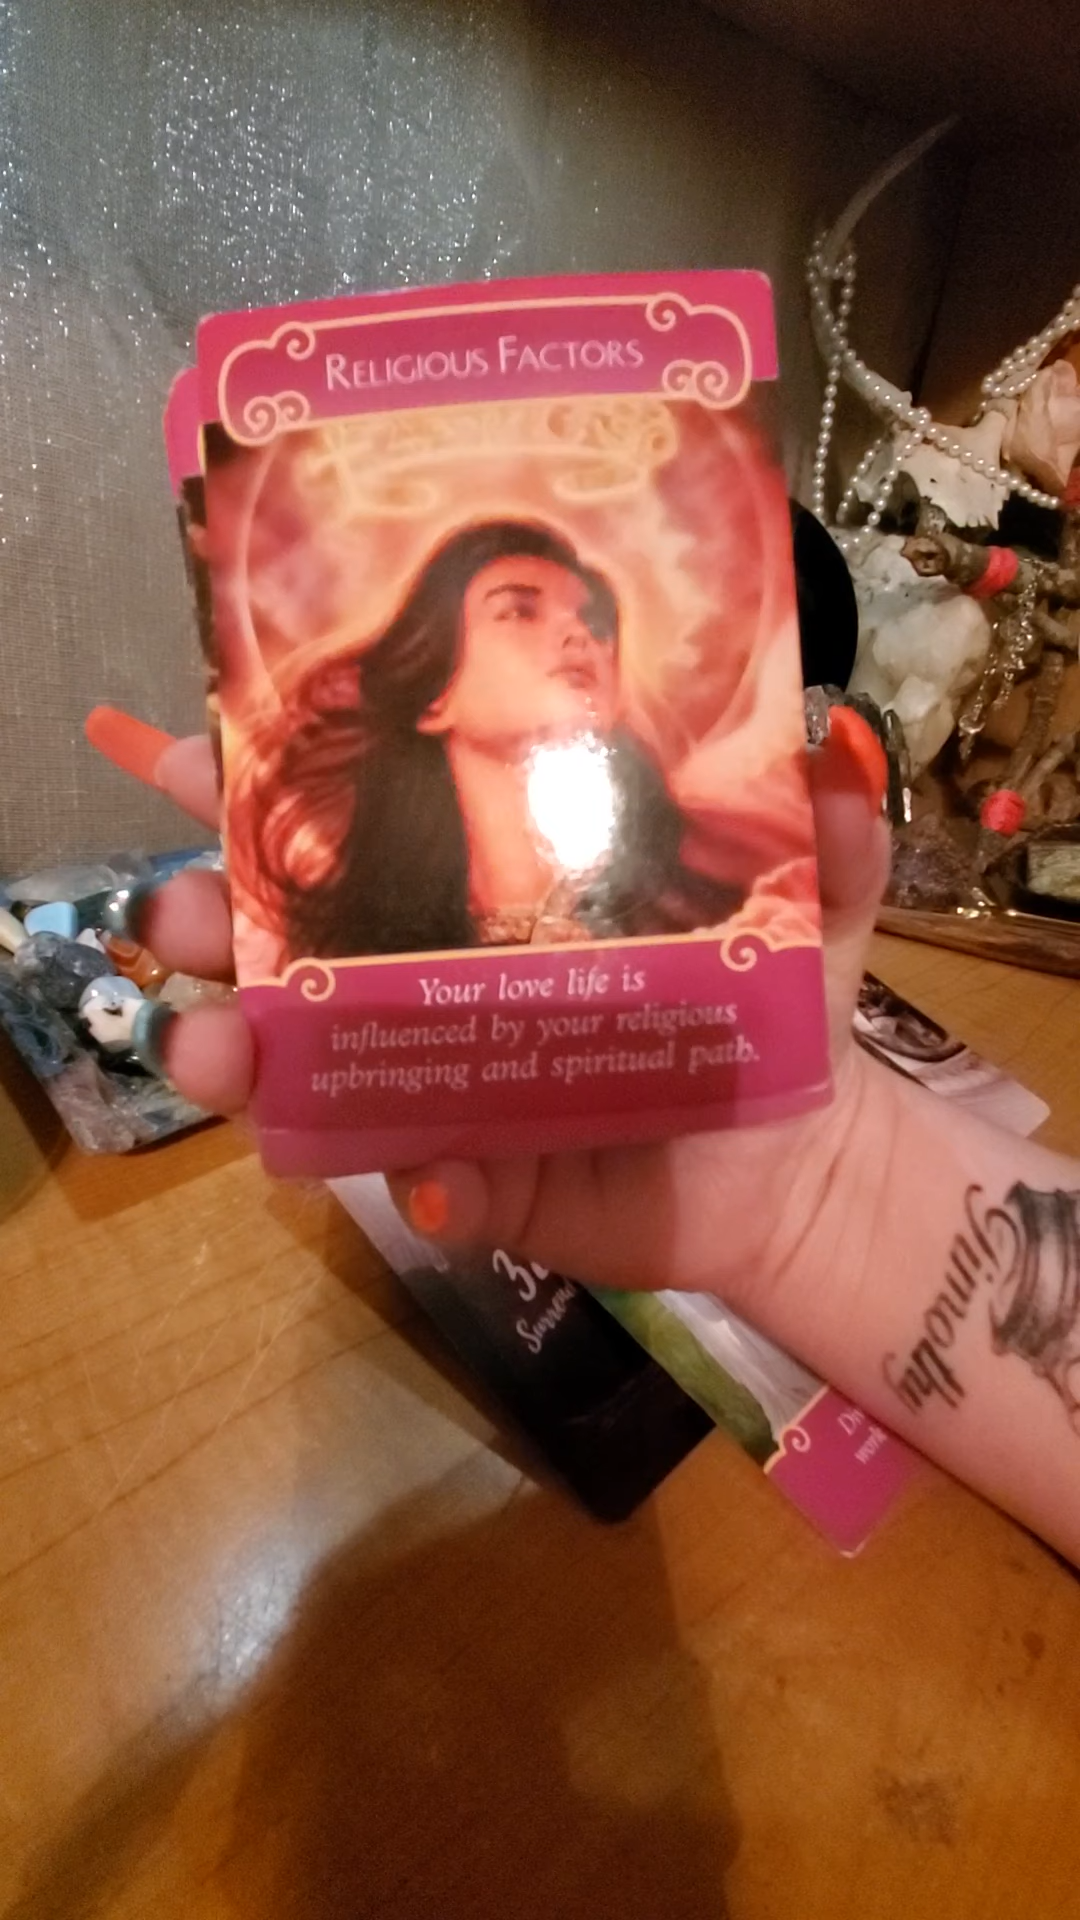 RELIGIOUS FACTORS
Your love life is
influenced by your religious
upbringing and spiritual path.
Timothy